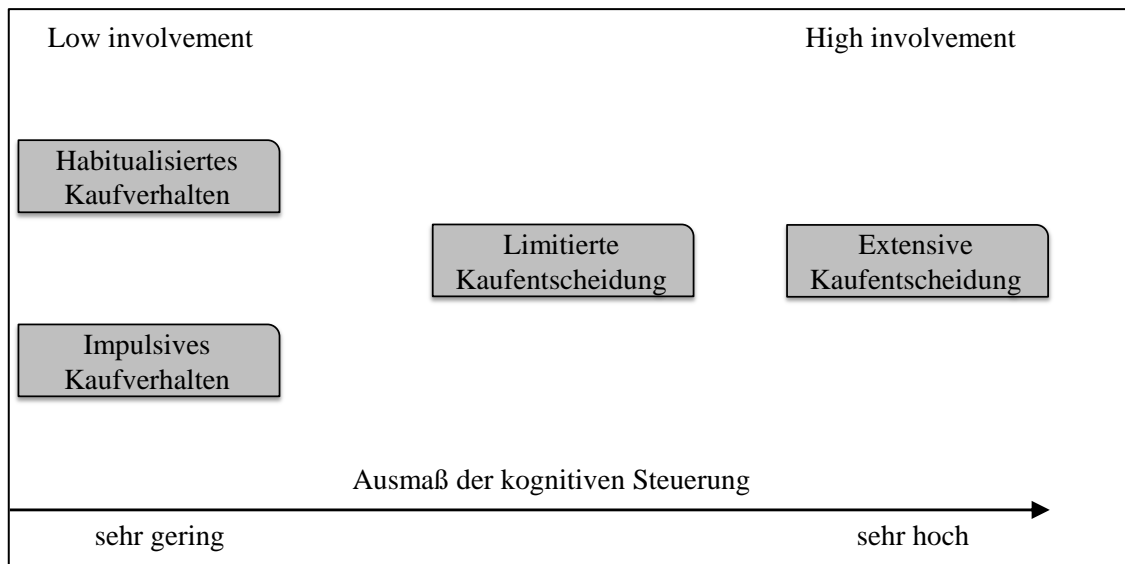 Low involvement
High involvement
Habitualisiertes
Kaufverhalten
Limitierte
Kaufentscheidung
Extensive
Kaufentscheidung
Impulsives
Kaufverhalten
Ausmaß der kognitiven Steuerung
sehr gering
sehr hoch